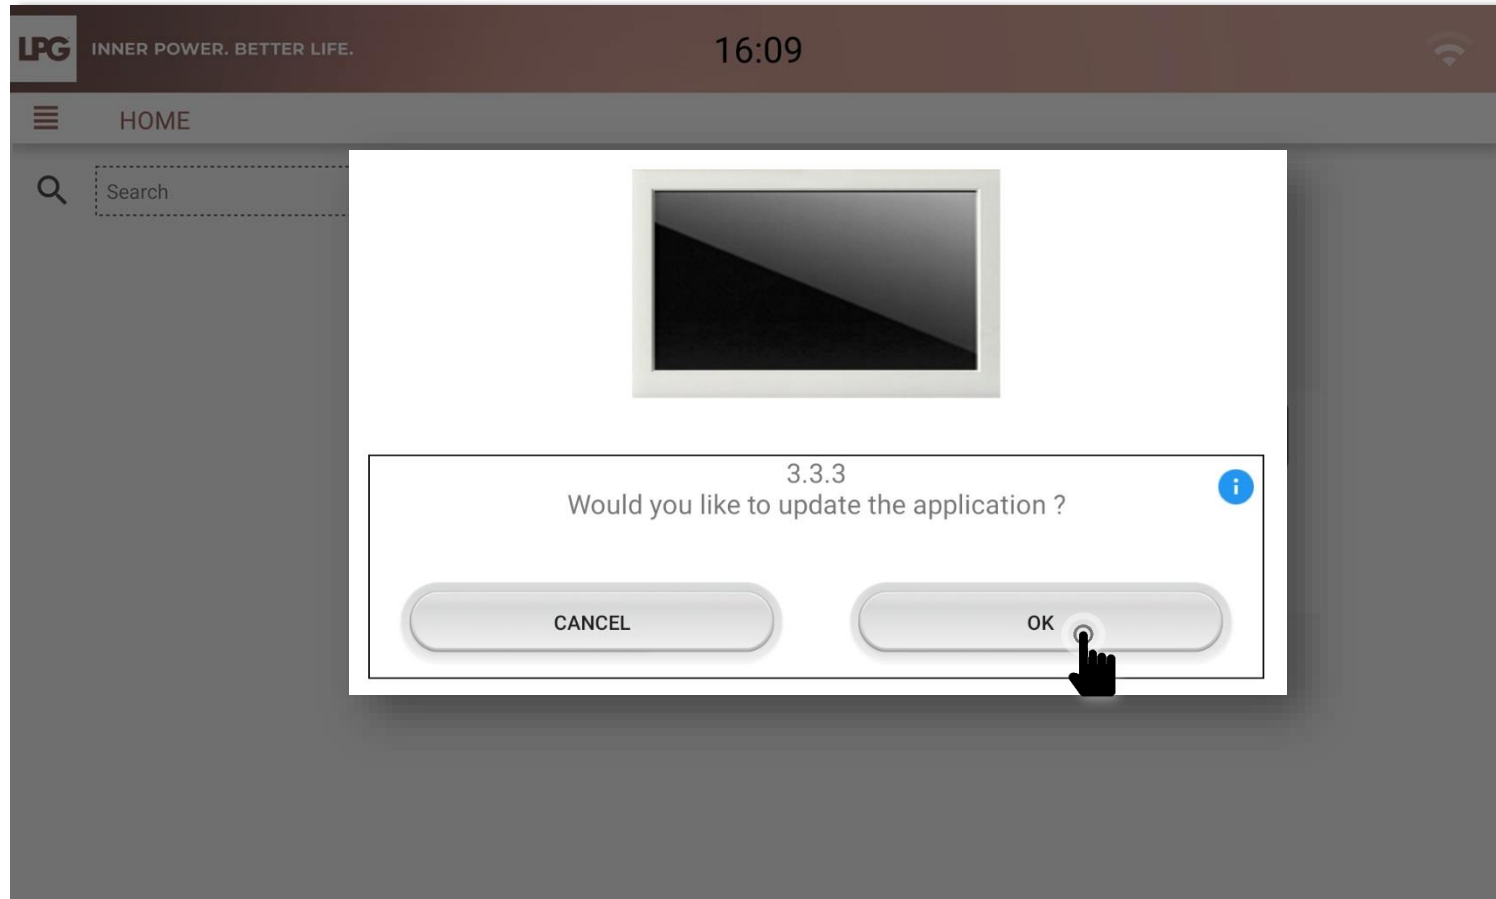 LPG INNER POWER. BETTER LIFE.
16:09
HOME
Search
3.3.3
Would you like to update the application ?
CANCEL
OK